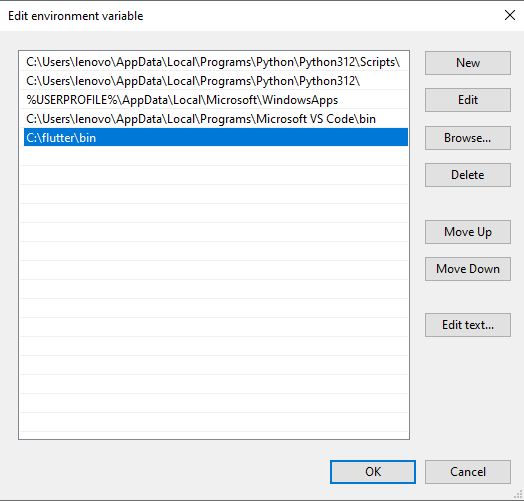 Edit environment variable
C:\Users\lenovo\AppData\Local\Programs\Python\Python312\Scripts\
C:\Users\lenovo\AppData\Local\Programs\Python\Python312\
%USERPROFILE%\AppData\Local\Microsoft\WindowsApps
C:\Users\lenovo\AppData\Local\Programs\Microsoft VS Code\bin
C:\flutter\bin
New
Edit
Browse...
Delete
Move Up
Move Down
Edit text...
OK
Cancel